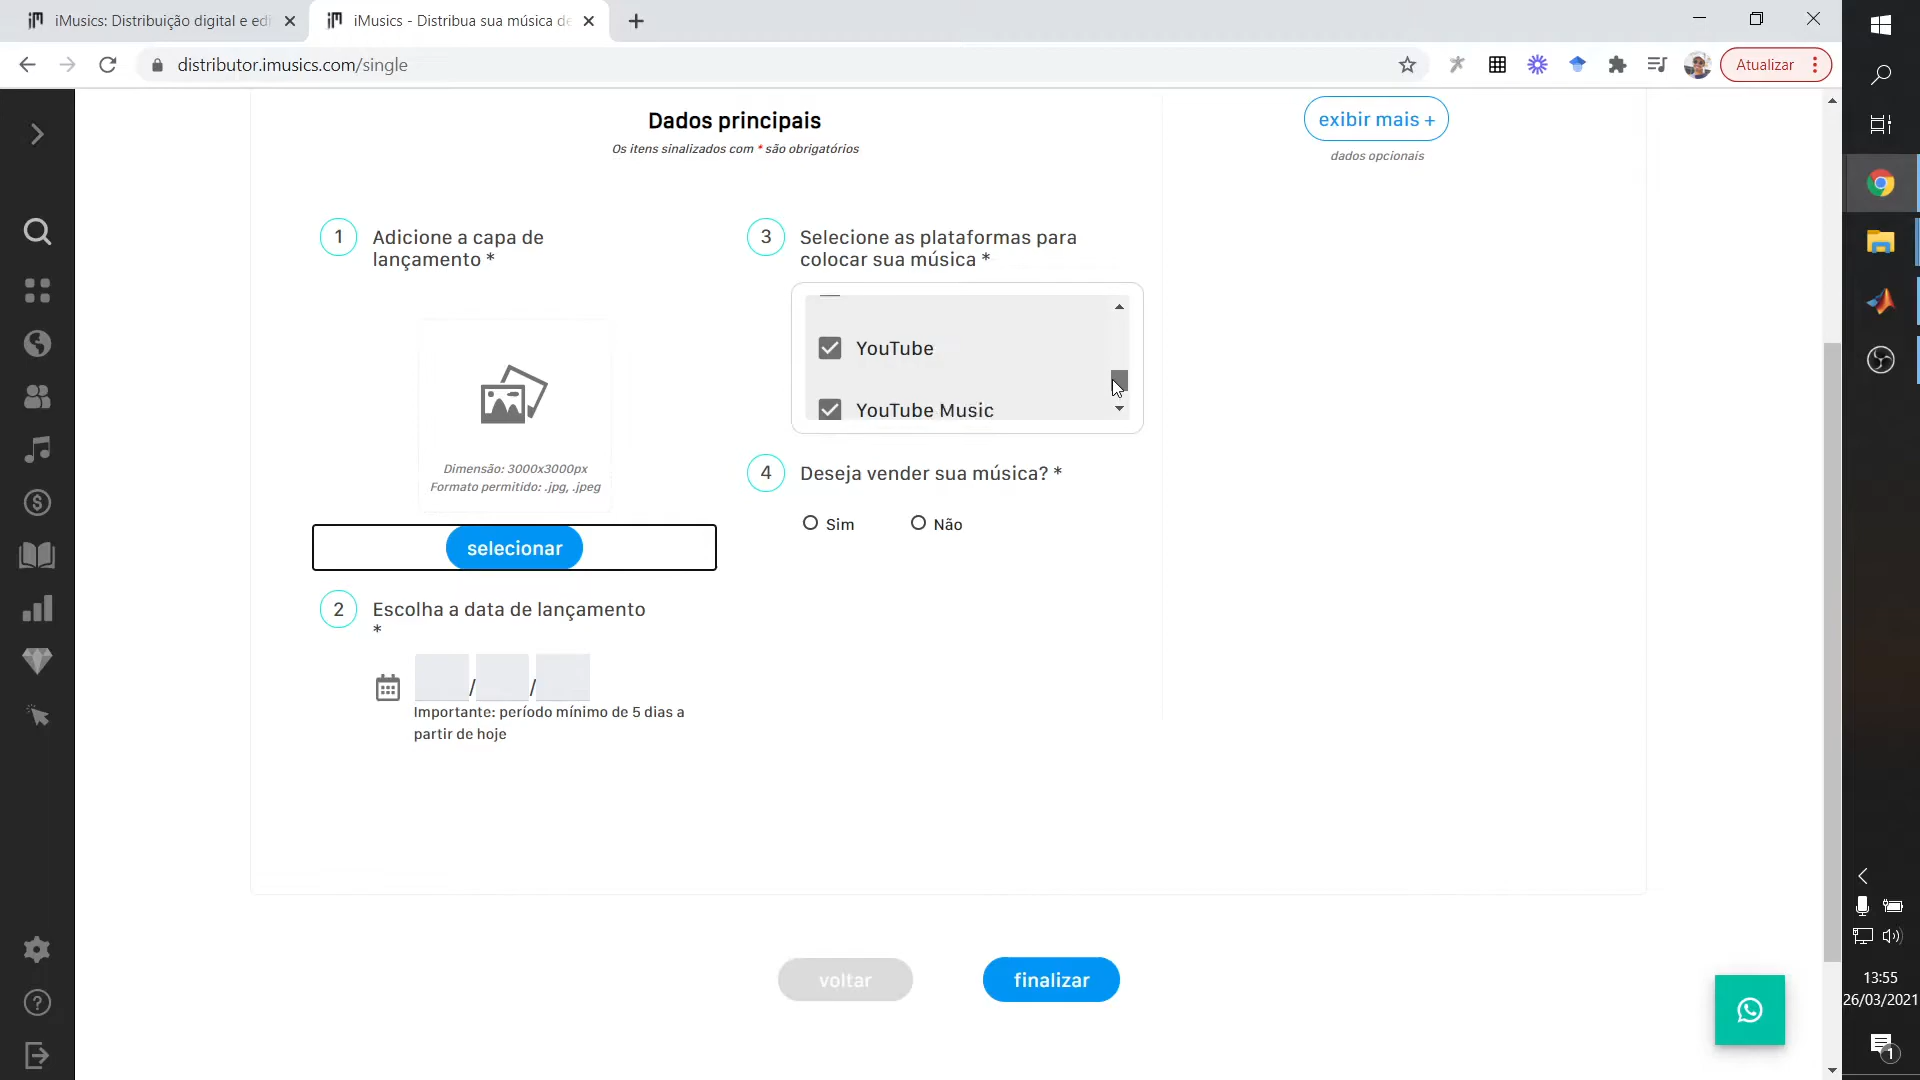 iMusics: Distribuição digital e edi
iMusics - Distribua sua música de
distributor.imusics.com/single
Atualizar
Dados principais
Os itens sinalizados com * são obrigatórios
exibir mais +
dados opcionais
1
Adicione a capa de
lançamento *
Dimensão: 3000x3000px
Formato permitido: .jpg, .jpeg
selecionar
2
Escolha a data de lançamento
*
/ /
Importante: período mínimo de 5 dias a
partir de hoje
3
Selecione as plataformas para
colocar sua música *
YouTube
YouTube Music
4
Deseja vender sua música? *
Sim
Não
voltar
finalizar
13:55
26/03/2021
1